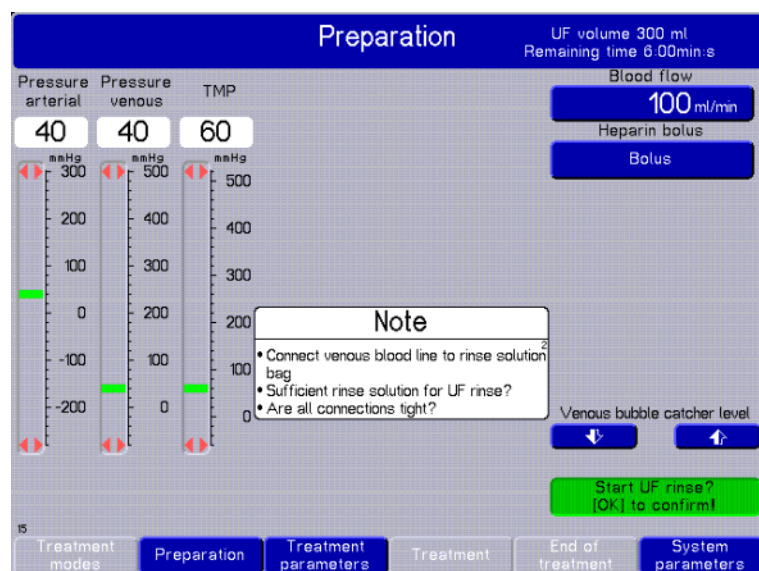 Preparation
UF volume 300 ml
Remaining time 6:00min:s
Pressure arterial
Pressure venous
TMP
Blood flow
100 ml/min
40
40
60
Heparin bolus
Bolus
mmHg
mmHg
mmHg
300
200
100
0
-100
-200
500
400
300
200
100
0
500
400
300
200
100
0
Note
2
• Connect venous blood line to rinse solution
bag
• Sufficient rinse solution for UF rinse?
• Are all connections tight?
Venous bubble catcher level
Start UF rinse?
[OK] to confirm!
15
Treatment modes
Preparation
Treatment parameters
Treatment
End of treatment
System parameters